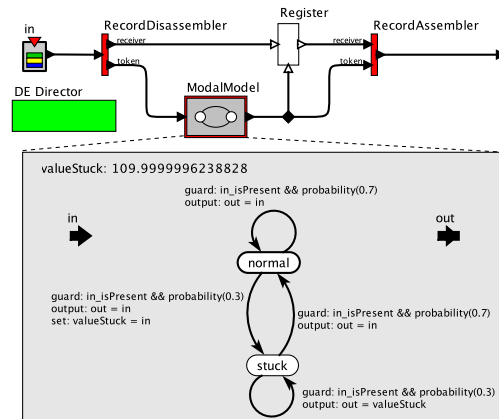 in
RecordDisassembler
Register
RecordAssembler
receiver
receiver
token
token
DE Director
ModalModel
valueStuck: 109.9999996238828
guard: in_isPresent && probability(0.7)
output: out = in
in
out
normal
guard: in_isPresent && probability(0.3)
output: out = in
set: valueStuck = in
guard: in_isPresent && probability(0.7)
output: out = in
stuck
guard: in_isPresent && probability(0.3)
output: out = valueStuck